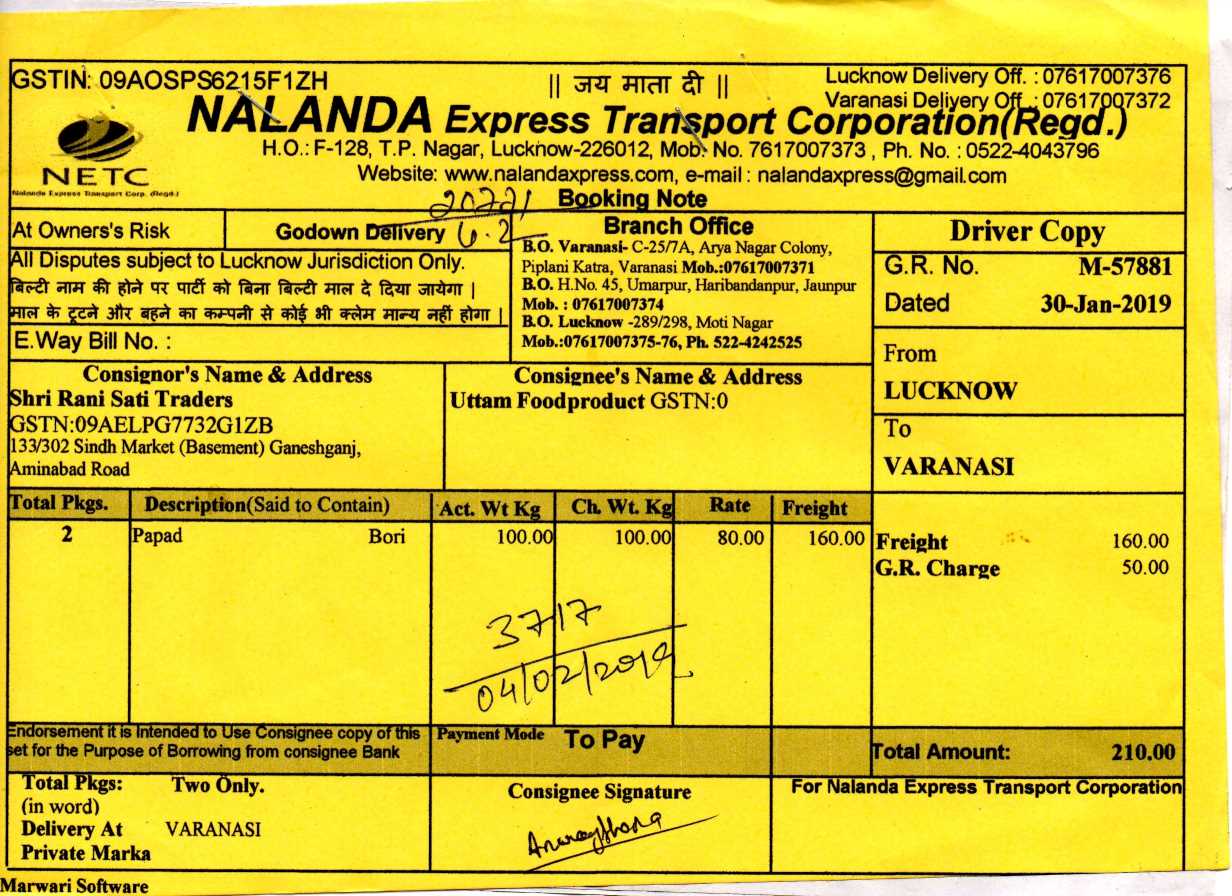 GSTIN: 09AOSPS6215F1ZH
|| जय माता दी ||
Lucknow Delivery Off. : 07617007376
Varanasi Delivery Off. : 07617007372
NALANDA Express Transport Corporation(Regd.)
NETC
Nalanda Express Transport Corp. (Regd.)
H.O.: F-128, T.P. Nagar, Lucknow-226012, Mob. No. 7617007373 , Ph. No. : 0522-4043796
Website: www.nalandaxpress.com, e-mail : nalandaxpress@gmail.com
Booking Note
20721
6.2
At Owners's Risk
Godown Delivery
All Disputes subject to Lucknow Jurisdiction Only.
बिल्टी नाम की होने पर पार्टी को बिना बिल्टी माल दे दिया जायेगा |
माल के टूटने और बहने का कम्पनी से कोई भी क्लेम मान्य नहीं होगा |
E.Way Bill No. :
Branch Office
B.O. Varanasi- C-25/7A, Arya Nagar Colony,
Piplani Katra, Varanasi Mob.:07617007371
B.O. H.No. 45, Umarpur, Haribandanpur, Jaunpur
Mob. : 07617007374
B.O. Lucknow -289/298, Moti Nagar
Mob.:07617007375-76, Ph. 522-4242525
Driver Copy
G.R. No. M-57881
Dated 30-Jan-2019
From
LUCKNOW
To
VARANASI
Consignor's Name & Address
Shri Rani Sati Traders
GSTN:09AELPG7732G1ZB
133/302 Sindh Market (Basement) Ganeshganj,
Aminabad Road
Consignee's Name & Address
Uttam Foodproduct GSTN:0
Total Pkgs. Description(Said to Contain) Act. Wt Kg Ch. Wt. Kg Rate Freight
2 Papad Bori 100.00 100.00 80.00 160.00
Freight 160.00
G.R. Charge 50.00
3717
04/02/2019
Endorsement it is Intended to Use Consignee copy of this
set for the Purpose of Borrowing from consignee Bank
Payment Mode To Pay
Total Amount: 210.00
Total Pkgs: Two Only.
(in word)
Delivery At VARANASI
Private Marka
Consignee Signature
For Nalanda Express Transport Corporation
Marwari Software